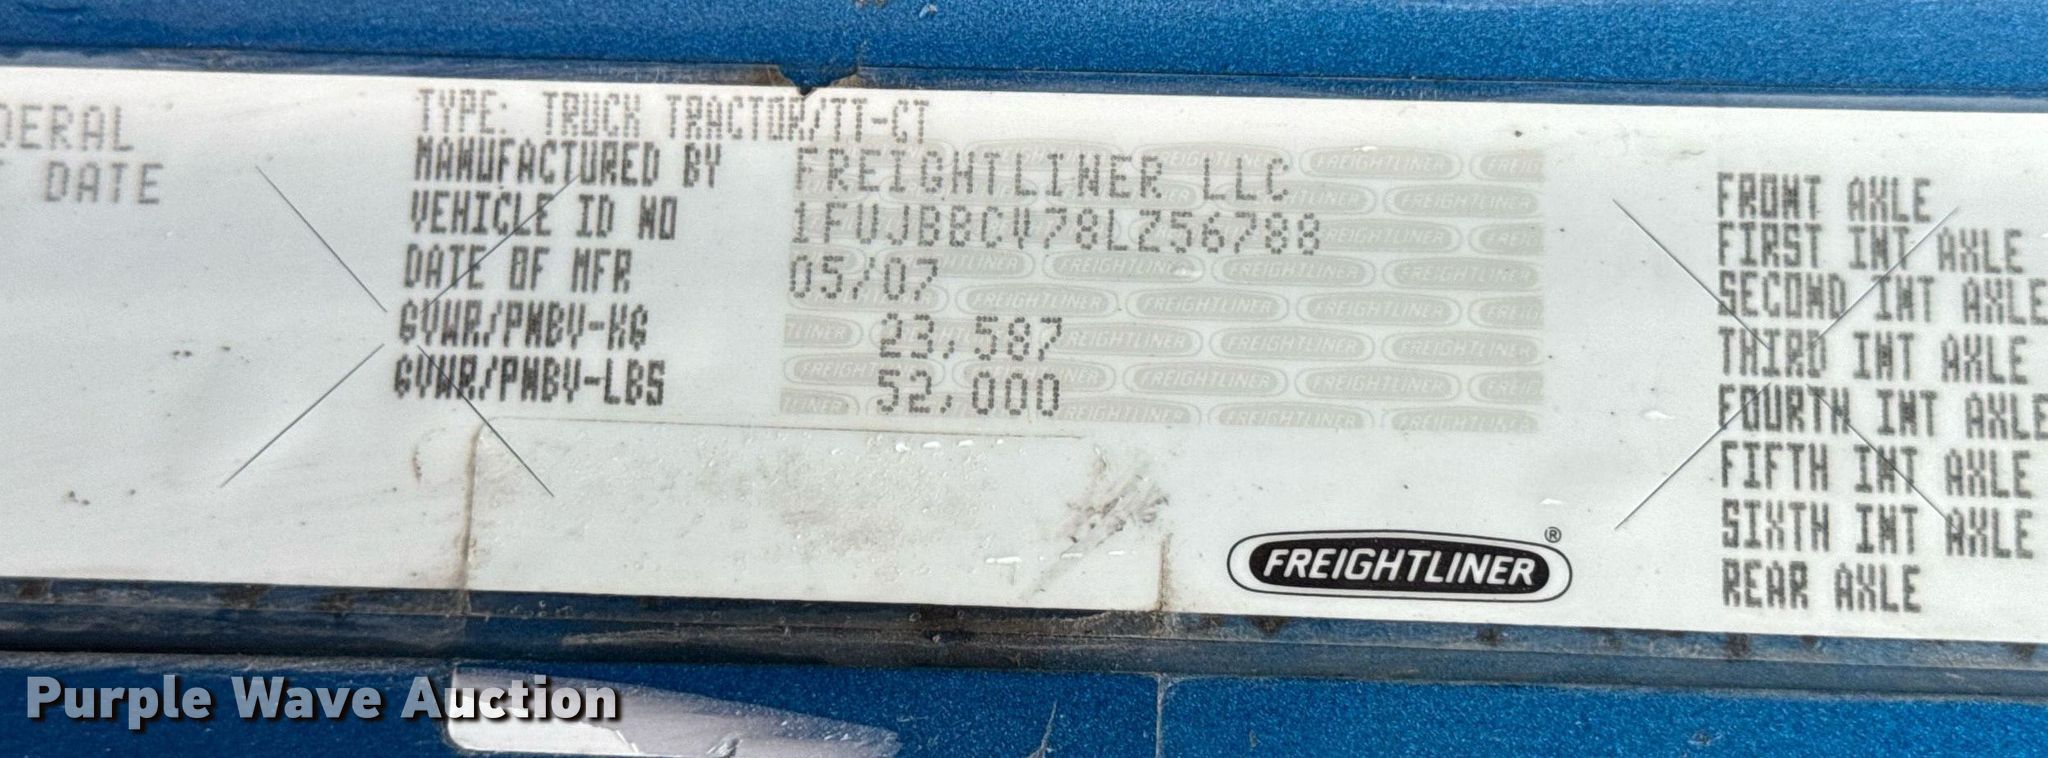 DERAL
DATE
TYPE: TRUCK TRACTOR/TT-CT
MANUFACTURED BY FREIGHTLINER LLC
VEHICLE ID NO 1FUJBBCV78LZ56788
DATE OF MFR 05/07
GVWR/PNBV-KG 23,587
GVWR/PNBV-LBS 52,000
FREIGHTLINER®
FRONT AXLE
FIRST INT AXLE
SECOND INT AXLE
THIRD INT AXLE
FOURTH INT AXLE
FIFTH INT AXLE
SIXTH INT AXLE
REAR AXLE
Purple Wave Auction